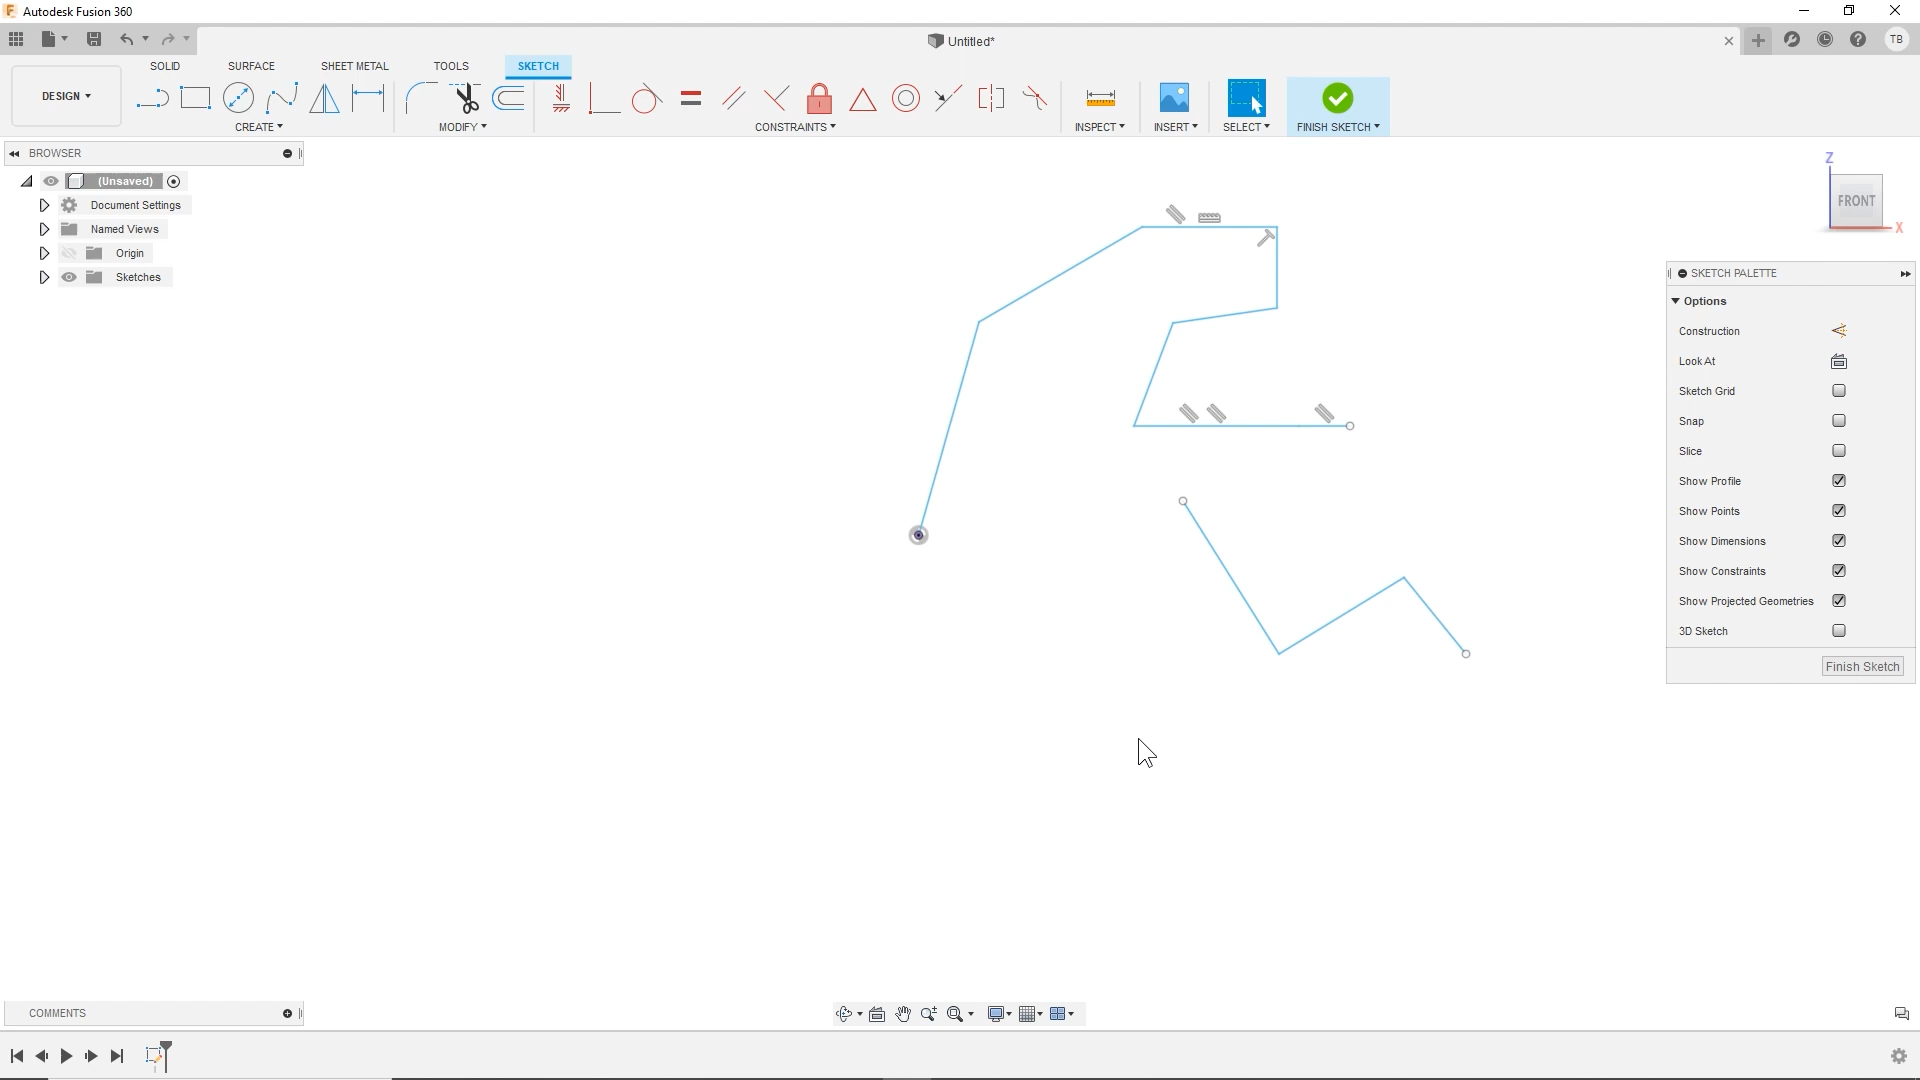 Autodesk Fusion 360
Untitled*
TB
DESIGN
SOLID
SURFACE
SHEET METAL
TOOLS
SKETCH
CREATE
MODIFY
CONSTRAINTS
INSPECT
INSERT
SELECT
FINISH SKETCH
BROWSER
(Unsaved)
Document Settings
Named Views
Origin
Sketches
Z
FRONT
X
SKETCH PALETTE
Options
Construction
Look At
Sketch Grid
Snap
Slice
Show Profile
Show Points
Show Dimensions
Show Constraints
Show Projected Geometries
3D Sketch
Finish Sketch
COMMENTS